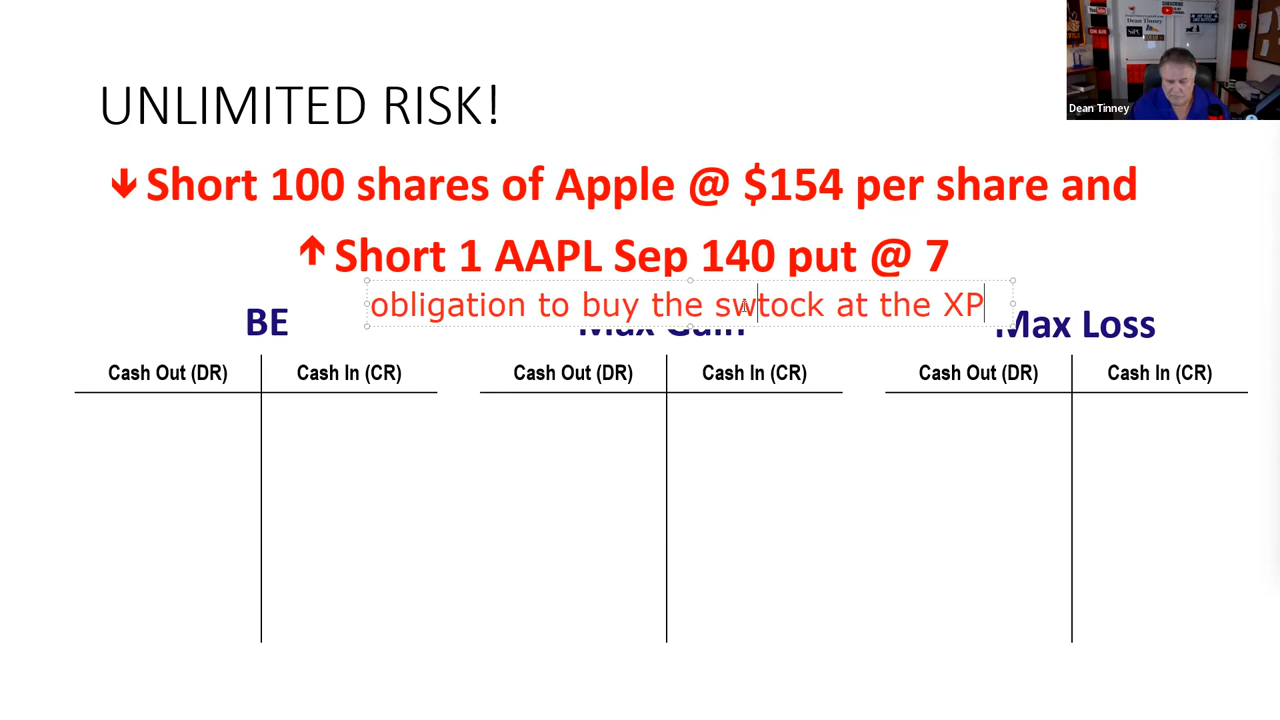 Dean Tinney
UNLIMITED RISK!
↓ Short 100 shares of Apple @ $154 per share and
↑ Short 1 AAPL Sep 140 put @ 7
obligation to buy the swtock at the XP
BE Max Gain Max Loss
Cash Out (DR) Cash In (CR) Cash Out (DR) Cash In (CR) Cash Out (DR) Cash In (CR)